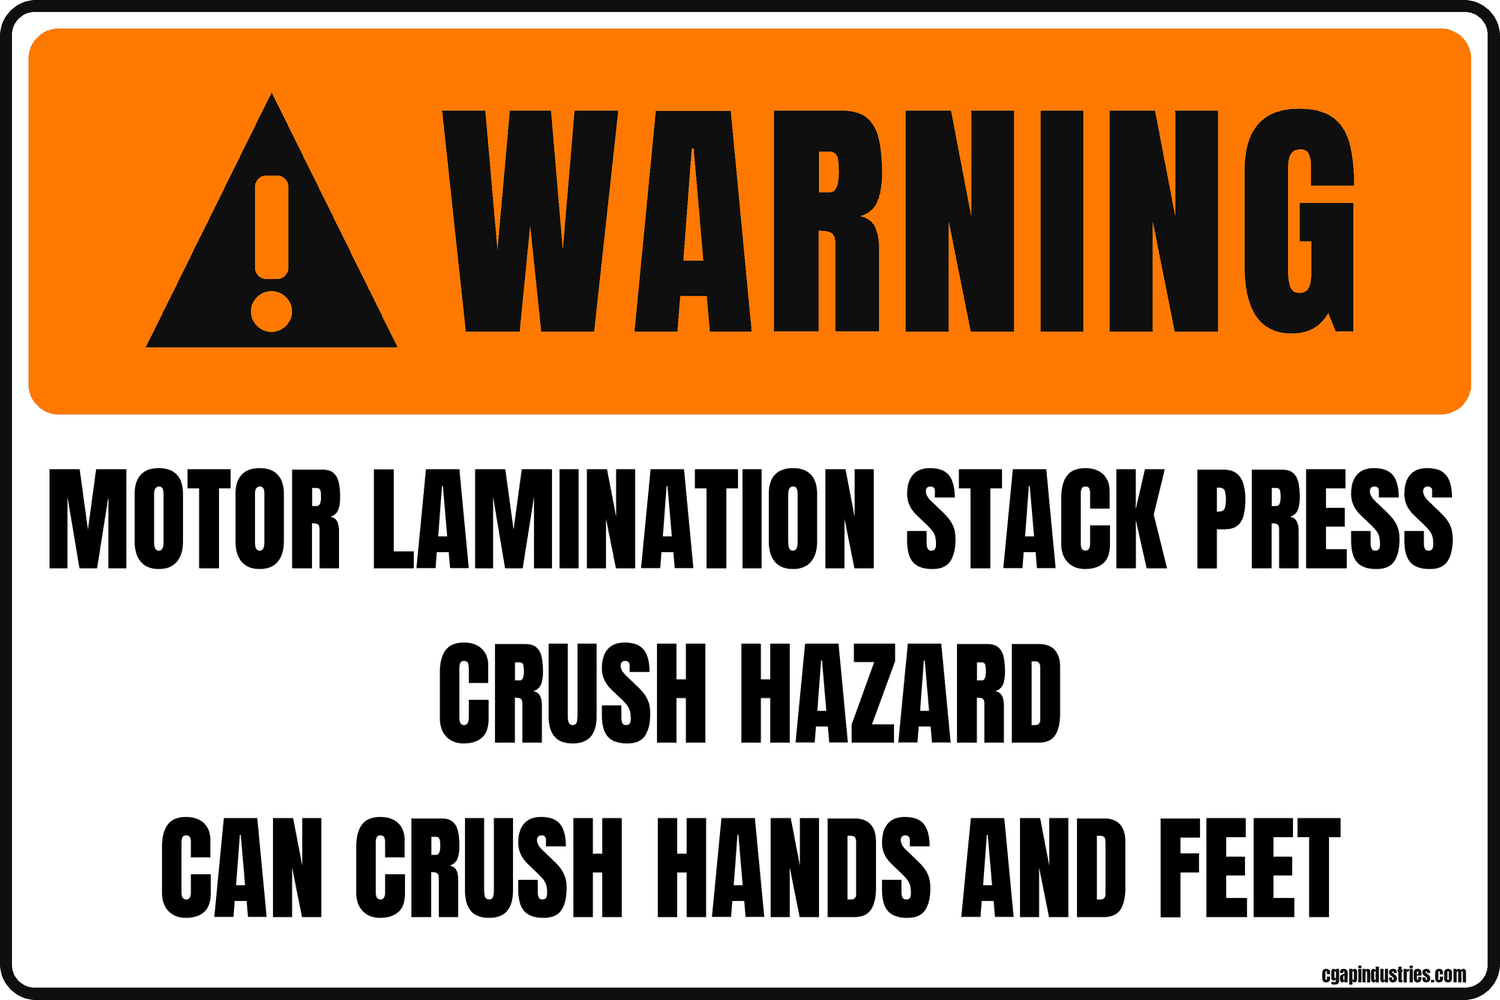 WARNING
MOTOR LAMINATION STACK PRESS
CRUSH HAZARD
CAN CRUSH HANDS AND FEET
cgapindustries.com